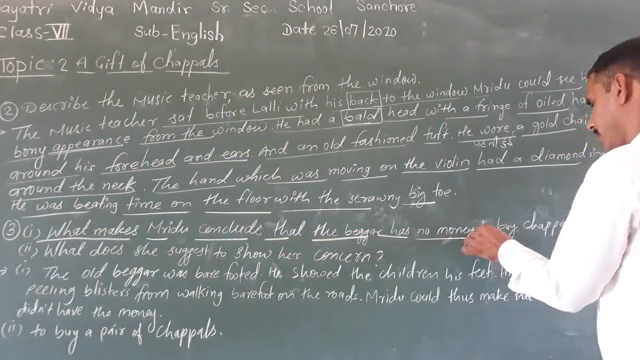 ayatri Vidya Mandir Sr. Sec. School Sanchore
Class-VII Sub-English Date 26/07/2020
Topic-2 A Gift of Chappals
② Describe the Music teacher, as seen from the window.
The Music teacher sat before Lalli with his back to the window Mridu could see h
bony appearance from the window. He had a bald head with a fringe of oiled ha
around his forehead and ears And an old fashioned tuft. He wore a gold chai
पहनी हुई
around the neck. The hand which was moving on the violin had a diamond rin
He was beating time on the floor with the scrawny big toe.
③ (i) What makes Mridu conclude that the beggar has no money buy chappa
(ii) What does she suggest to show her concern?
→ (i) The old beggar was bare footed. He showed the children his feet
peeling blisters from walking barefoot on the roads. Mridu could thus make
didn't have the money.
(ii) to buy a pair of Chappals.